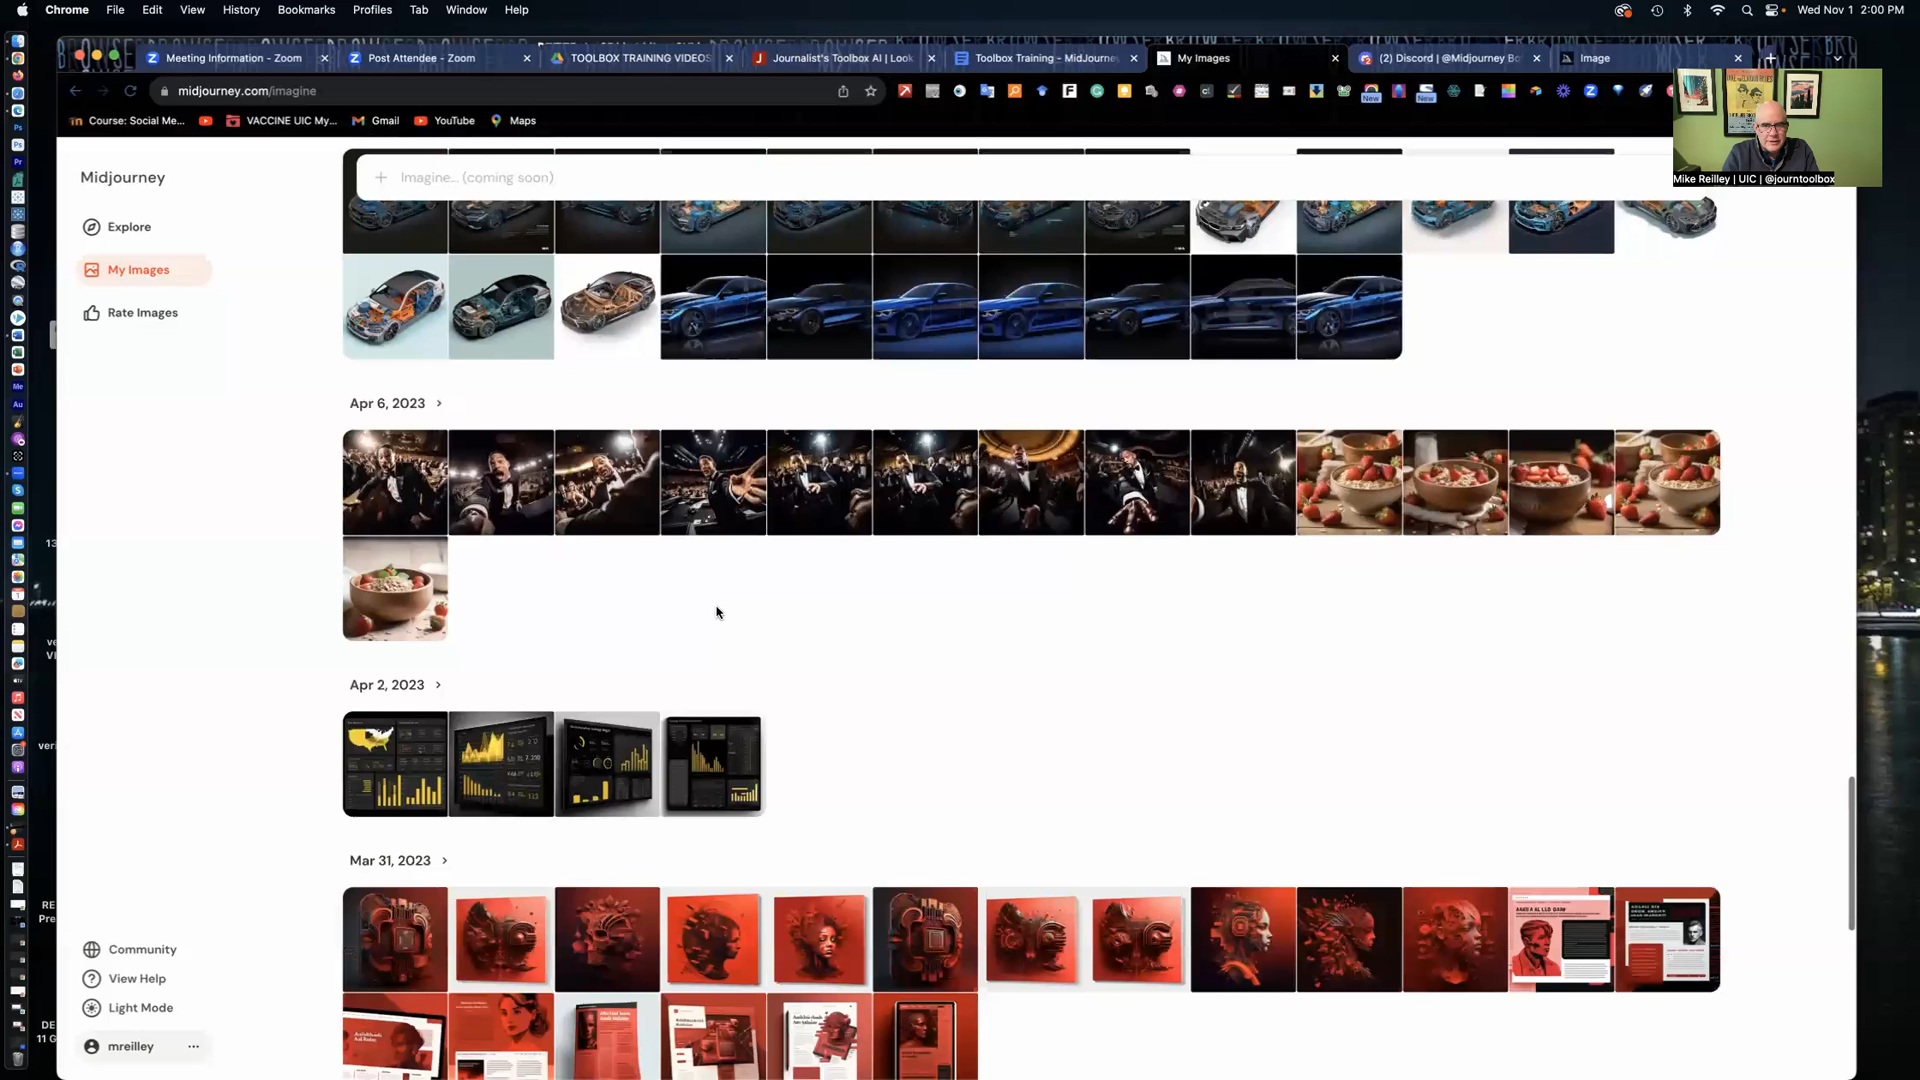 Chrome File Edit View History Bookmarks Profiles Tab Window Help
Wed Nov 1 2:00 PM
Meeting Information - Zoom
Post Attendee - Zoom
TOOLBOX TRAINING VIDEOS
Journalist's Toolbox AI | Look
Toolbox Training - MidJourne
My Images
(2) Discord | @Midjourney Bo
Image
midjourney.com/imagine
New
New
Course: Social Me...
VACCINE UIC My...
Gmail
YouTube
Maps
Mike Reilley | UIC | @journtoolbox
Midjourney
Imagine... (coming soon)
Explore
My Images
Rate Images
Apr 6, 2023
Apr 2, 2023
Mar 31, 2023
Community
View Help
Light Mode
mreilley